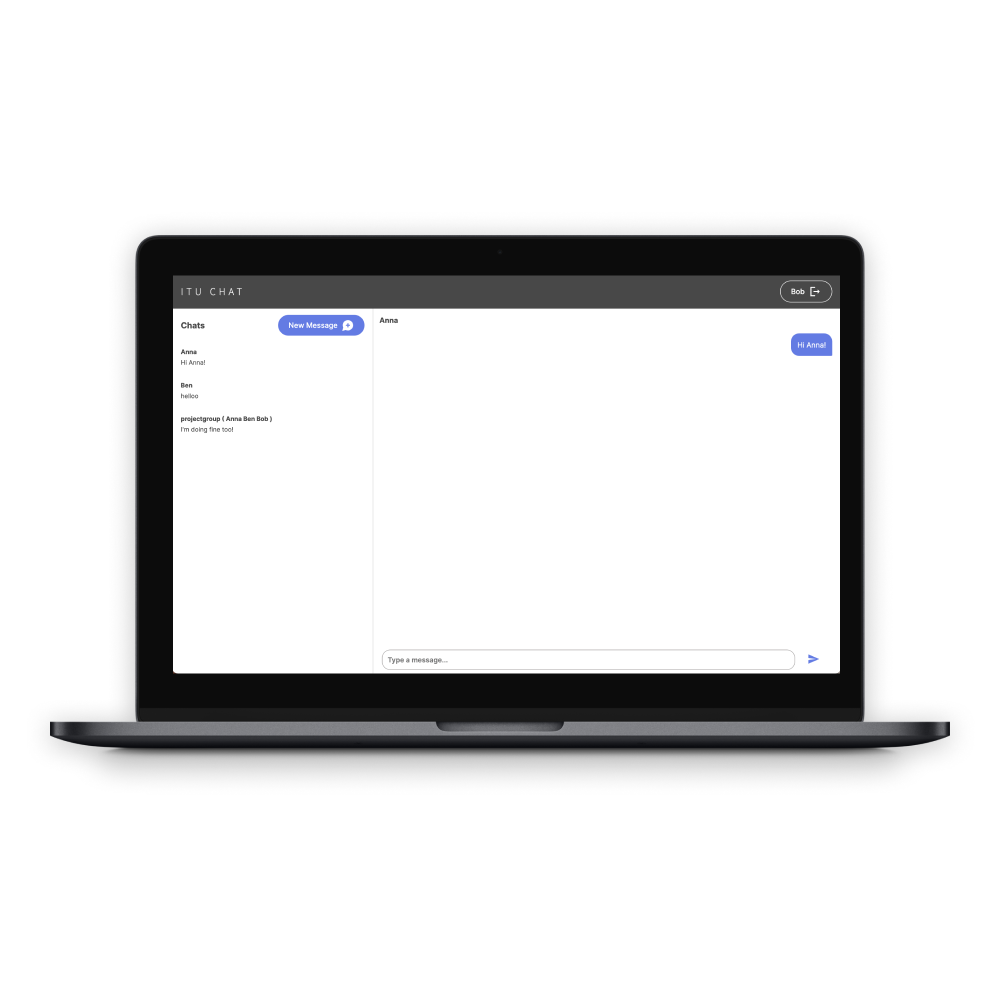 ITU CHAT
Bob
Chats
New Message
Anna
Hi Anna!
Ben
helloo
projectgroup ( Anna Ben Bob )
I'm doing fine too!
Anna
Hi Anna!
Type a message...